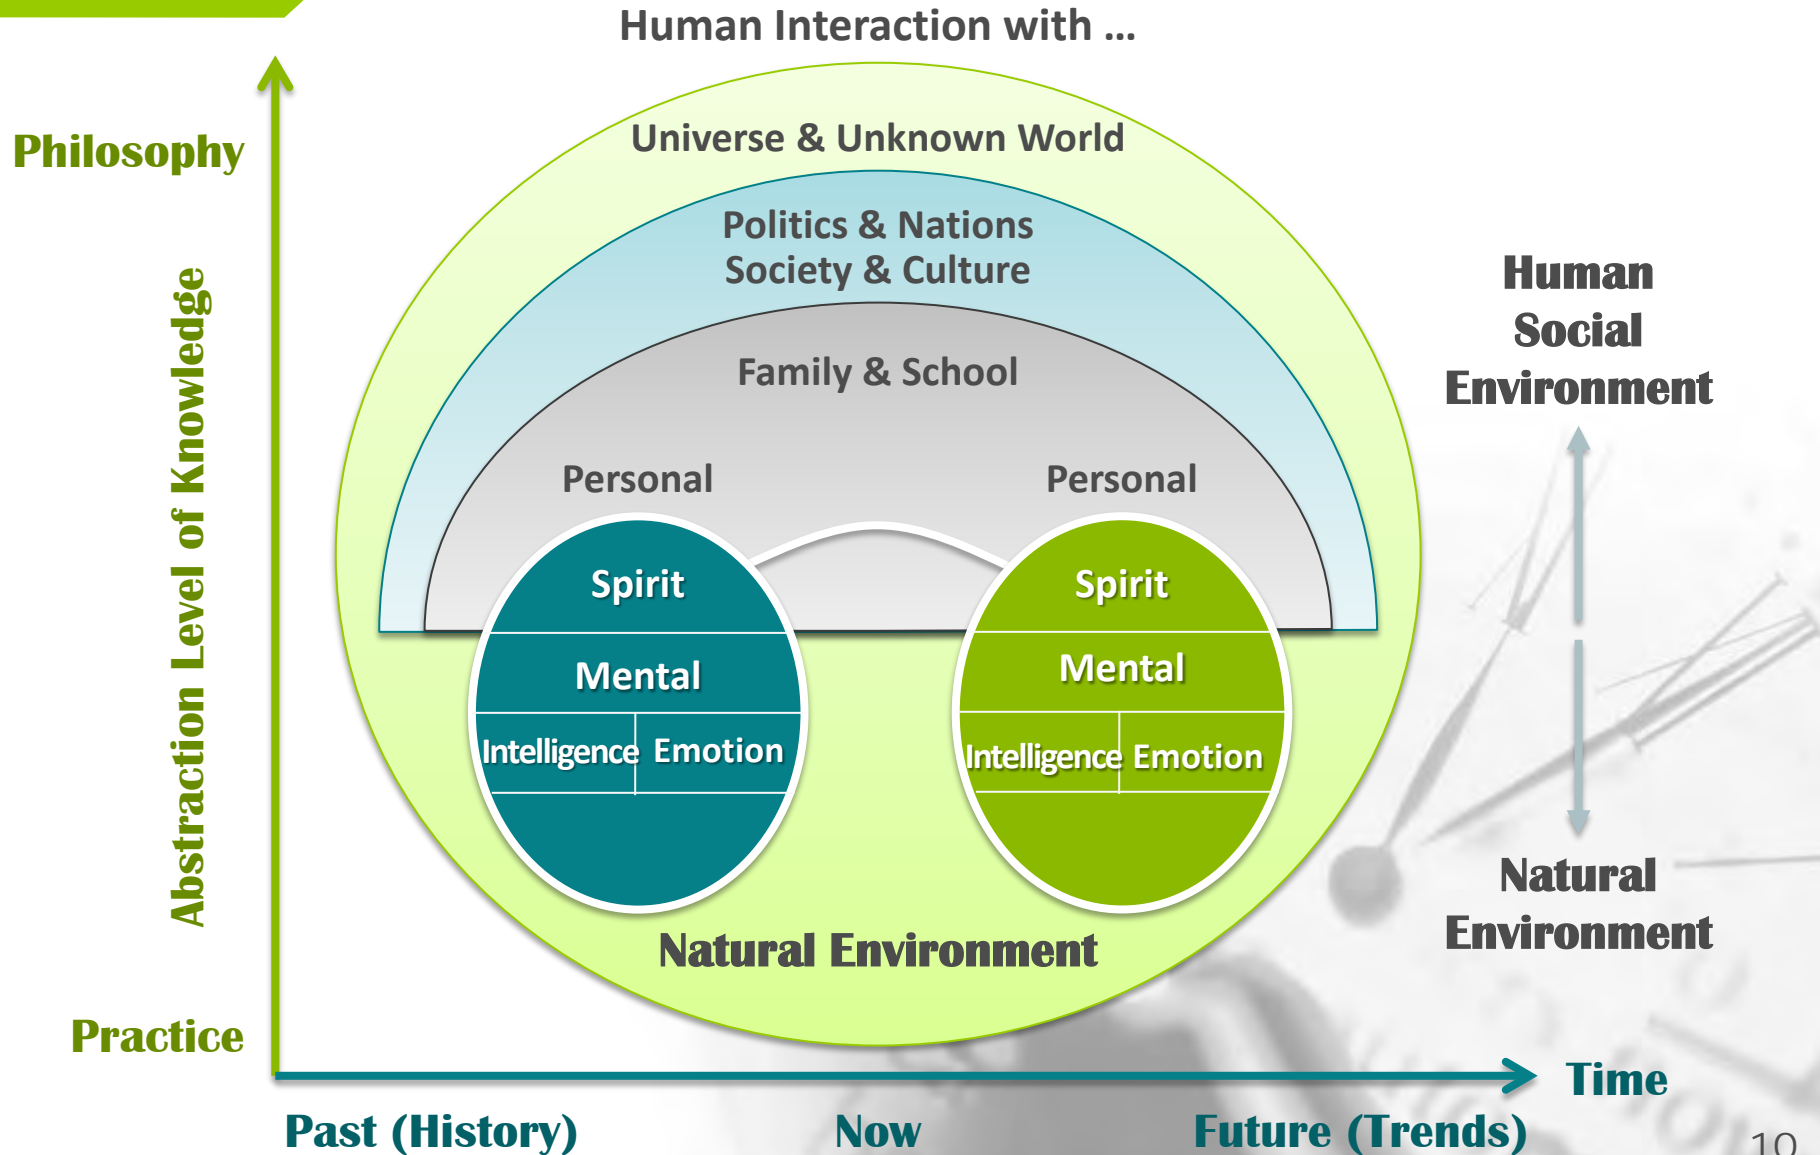 Human Interaction with ...
Philosophy
Abstraction Level of Knowledge
Practice
Universe & Unknown World
Politics & Nations
Society & Culture
Family & School
Personal
Spirit
Mental
Intelligence
Emotion
Personal
Spirit
Mental
Intelligence
Emotion
Natural Environment
Human
Social
Environment
Natural
Environment
Time
Past (History)
Now
Future (Trends)
10